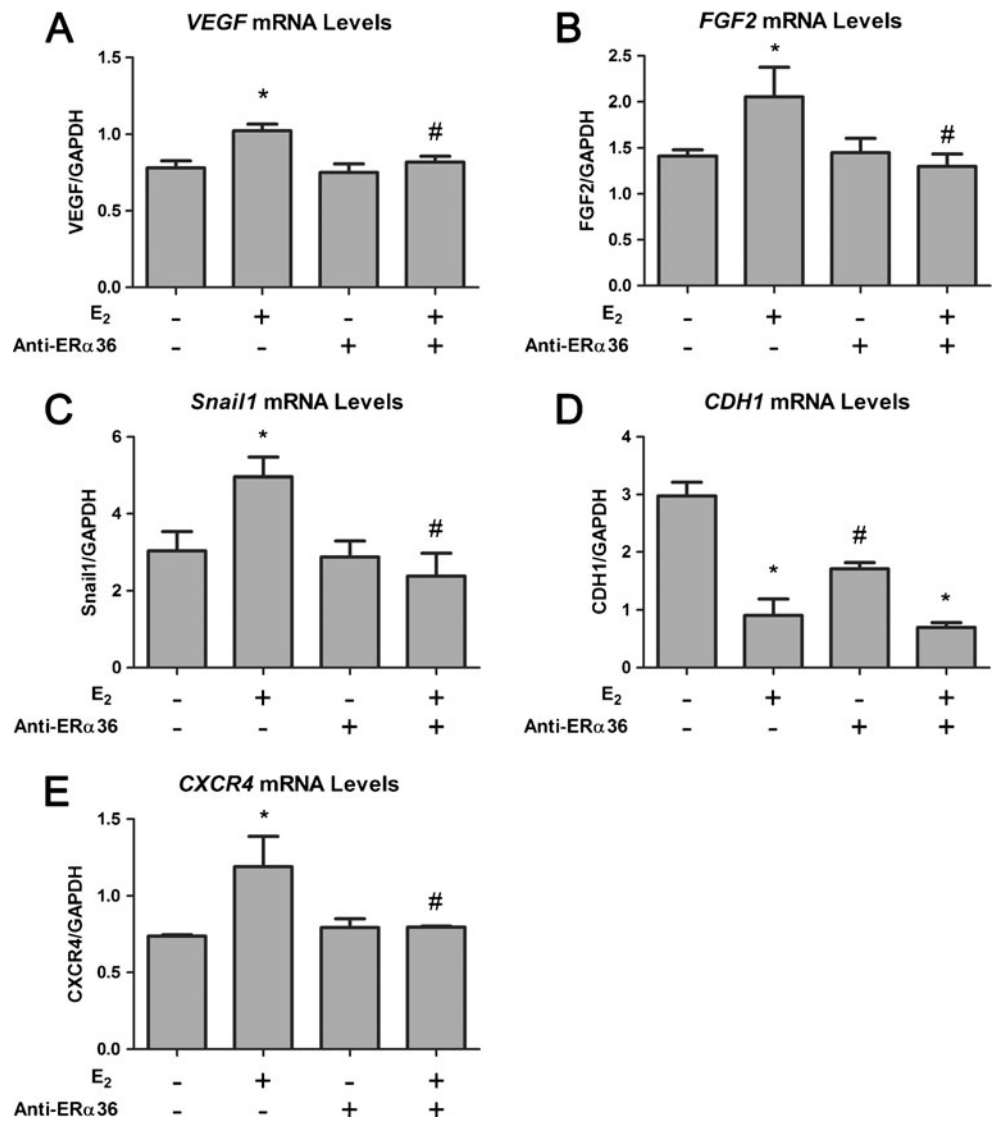 A
VEGF mRNA Levels
VEGF/GAPDH
1.5
1.0
0.5
0.0
*
#
E2 - + - +
Anti-ERα36 - - + +
B
FGF2 mRNA Levels
FGF2/GAPDH
2.5
2.0
1.5
1.0
0.5
0.0
*
#
E2 - + - +
Anti-ERα36 - - + +
C
Snail1 mRNA Levels
Snail1/GAPDH
6
4
2
0
*
#
E2 - + - +
Anti-ERα36 - - + +
D
CDH1 mRNA Levels
CDH1/GAPDH
4
3
2
1
0
*
#
*
E2 - + - +
Anti-ERα36 - - + +
E
CXCR4 mRNA Levels
CXCR4/GAPDH
1.5
1.0
0.5
0.0
*
#
E2 - + - +
Anti-ERα36 - - + +